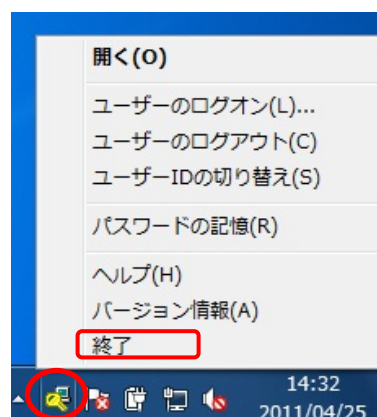 開く(O)
ユーザーのログオン(L)...
ユーザーのログアウト(C)
ユーザーIDの切り替え(S)
パスワードの記憶(R)
ヘルプ(H)
バージョン情報(A)
終了
14:32
2011/04/25